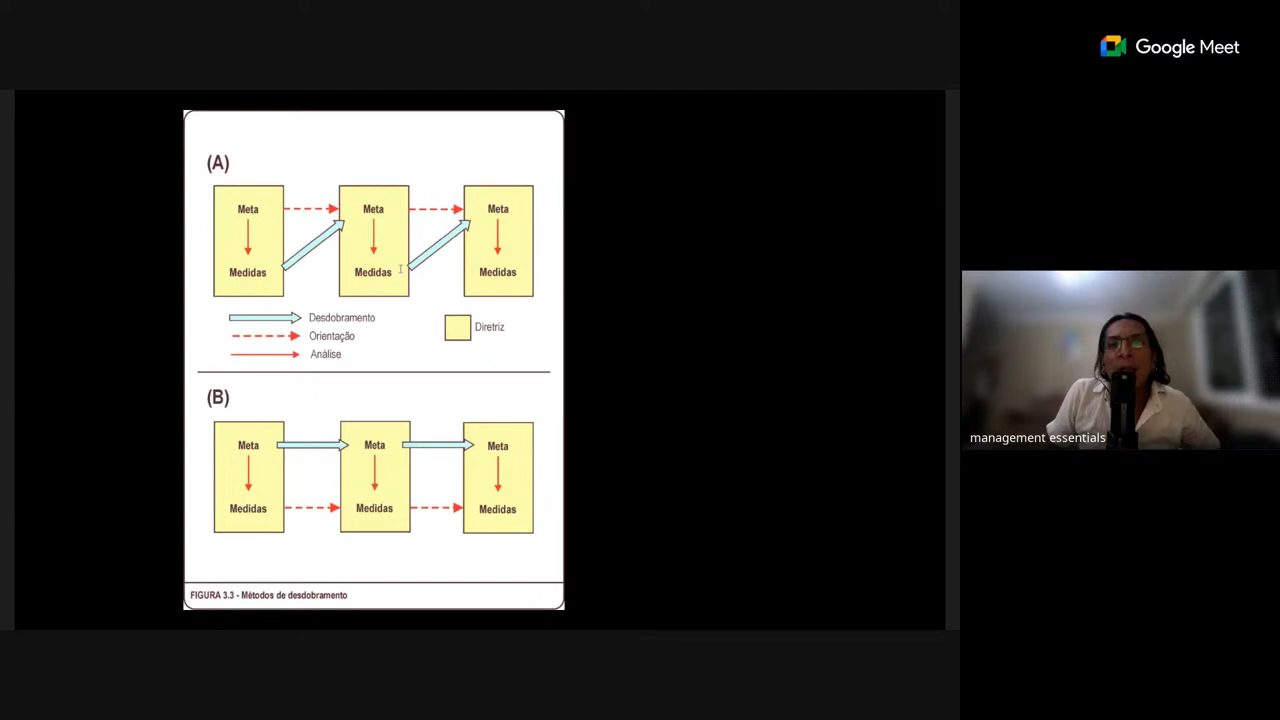 Google Meet
(A)
Meta Meta Meta
Medidas Medidas Medidas
Desdobramento
Orientação
Análise
Diretriz
(B)
Meta Meta Meta
Medidas Medidas Medidas
FIGURA 3.3 - Métodos de desdobramento
management essentials